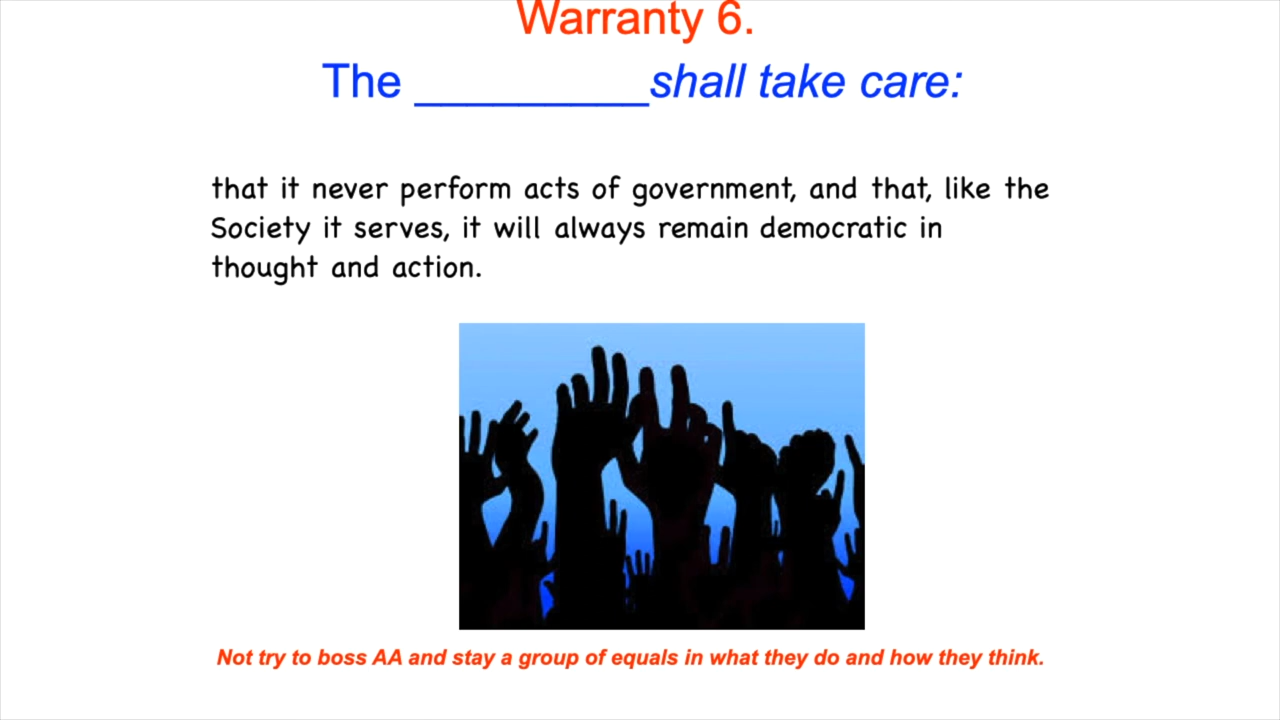 Warranty 6.
The _________shall take care:
that it never perform acts of government, and that, like the
Society it serves, it will always remain democratic in
thought and action.
Not try to boss AA and stay a group of equals in what they do and how they think.